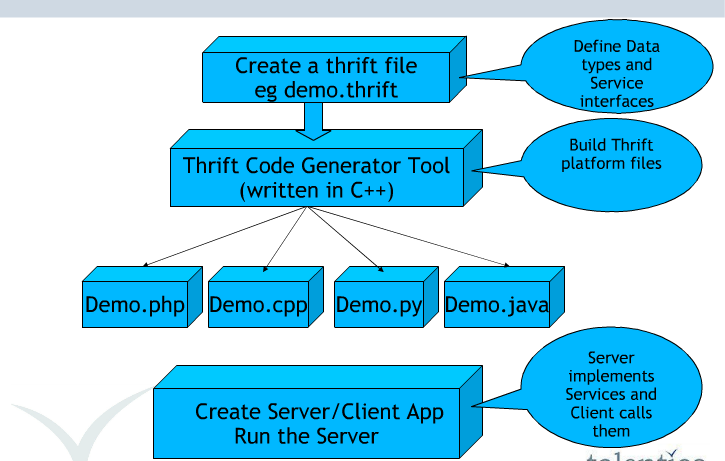 Create a thrift file
eg demo.thrift
Define Data
types and
Service
interfaces
Thrift Code Generator Tool
(written in C++)
Build Thrift
platform files
Demo.php
Demo.cpp
Demo.py
Demo.java
Create Server/Client App
Run the Server
Server
implements
Services and
Client calls
them